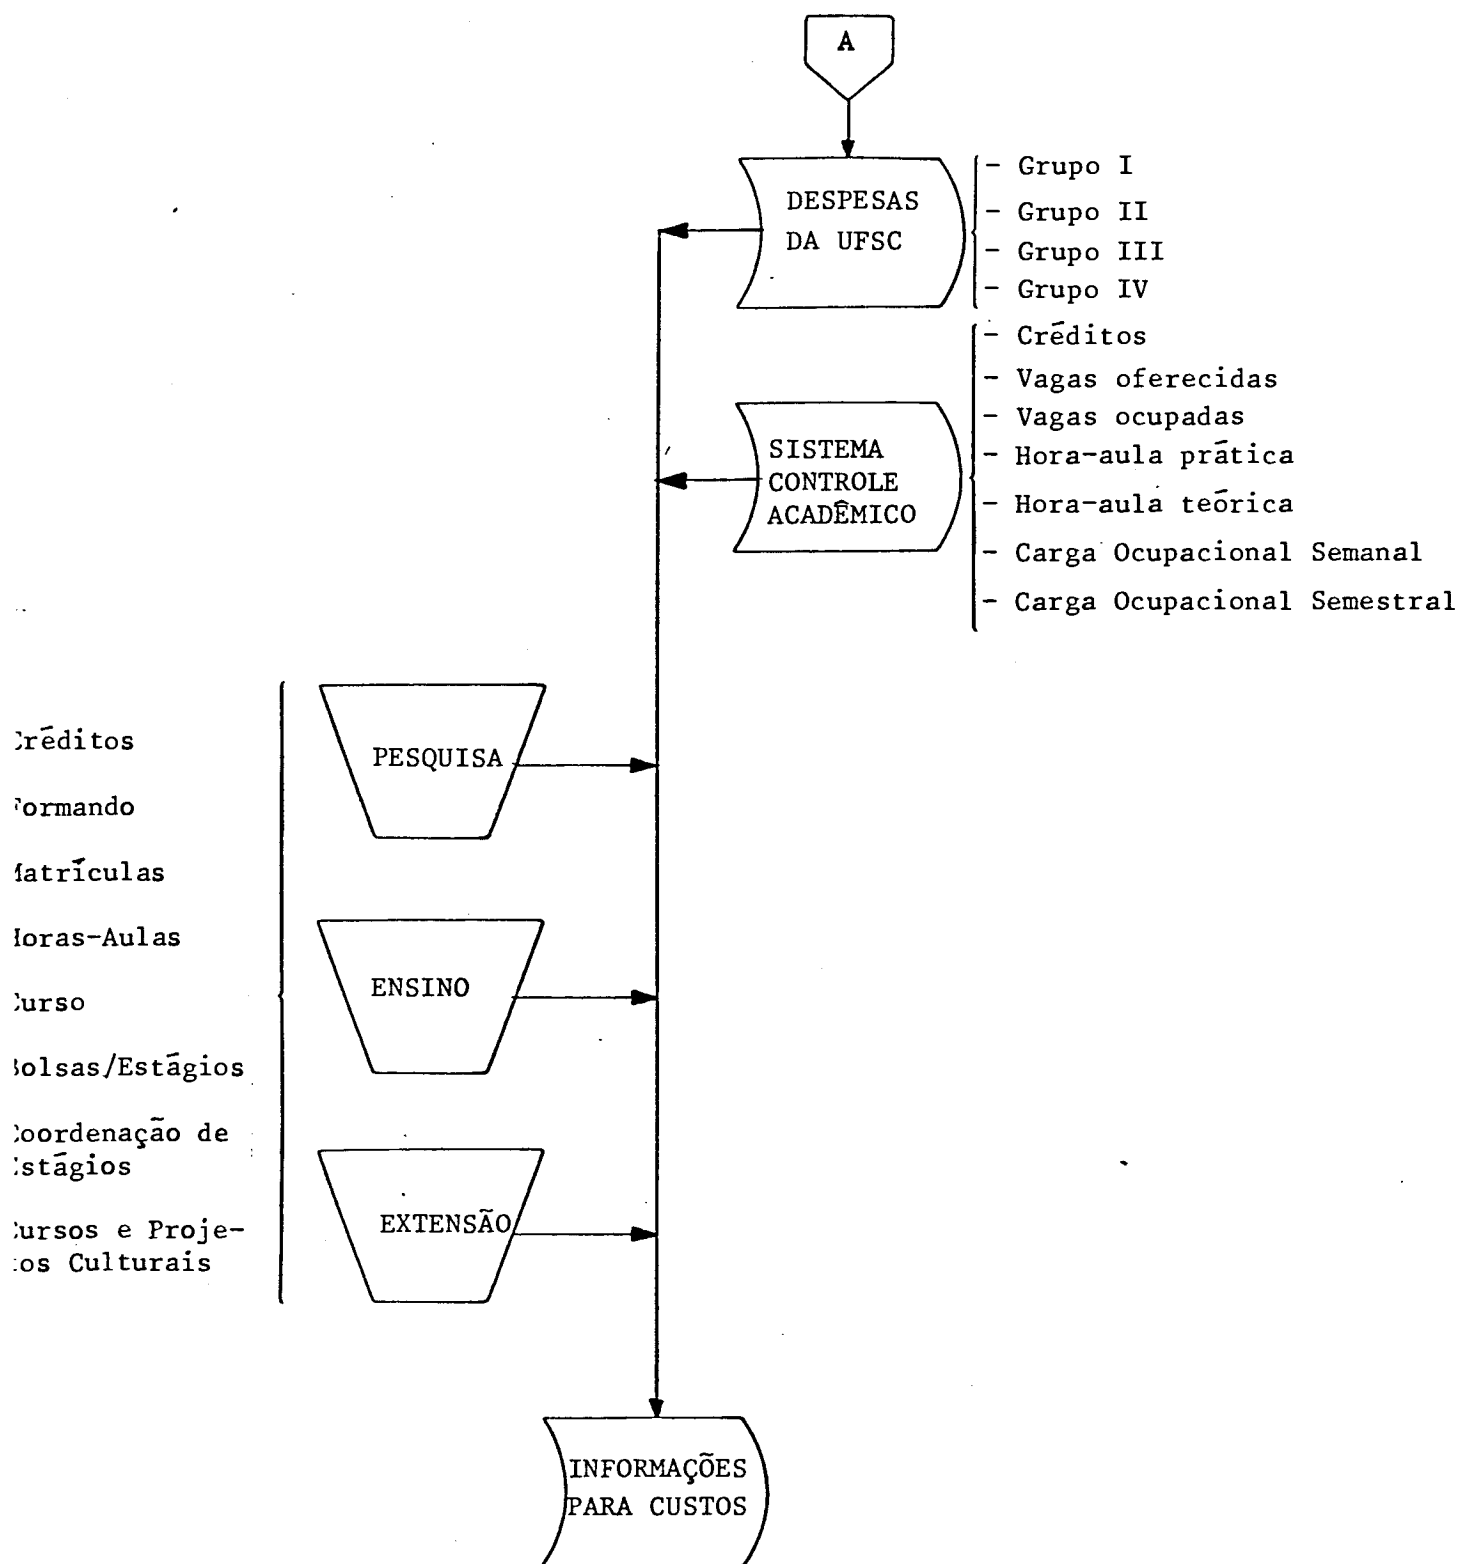 A
DESPESAS
DA UFSC
- Grupo I
- Grupo II
- Grupo III
- Grupo IV
SISTEMA
CONTROLE
ACADÊMICO
- Créditos
- Vagas oferecidas
- Vagas ocupadas
- Hora-aula prática
- Hora-aula teórica
- Carga Ocupacional Semanal
- Carga Ocupacional Semestral
réditos
ormando
atrículas
oras-Aulas
urso
olsas/Estágios
oordenação de
stágios
ursos e Proje-
os Culturais
PESQUISA
ENSINO
EXTENSÃO
INFORMAÇÕES
PARA CUSTOS